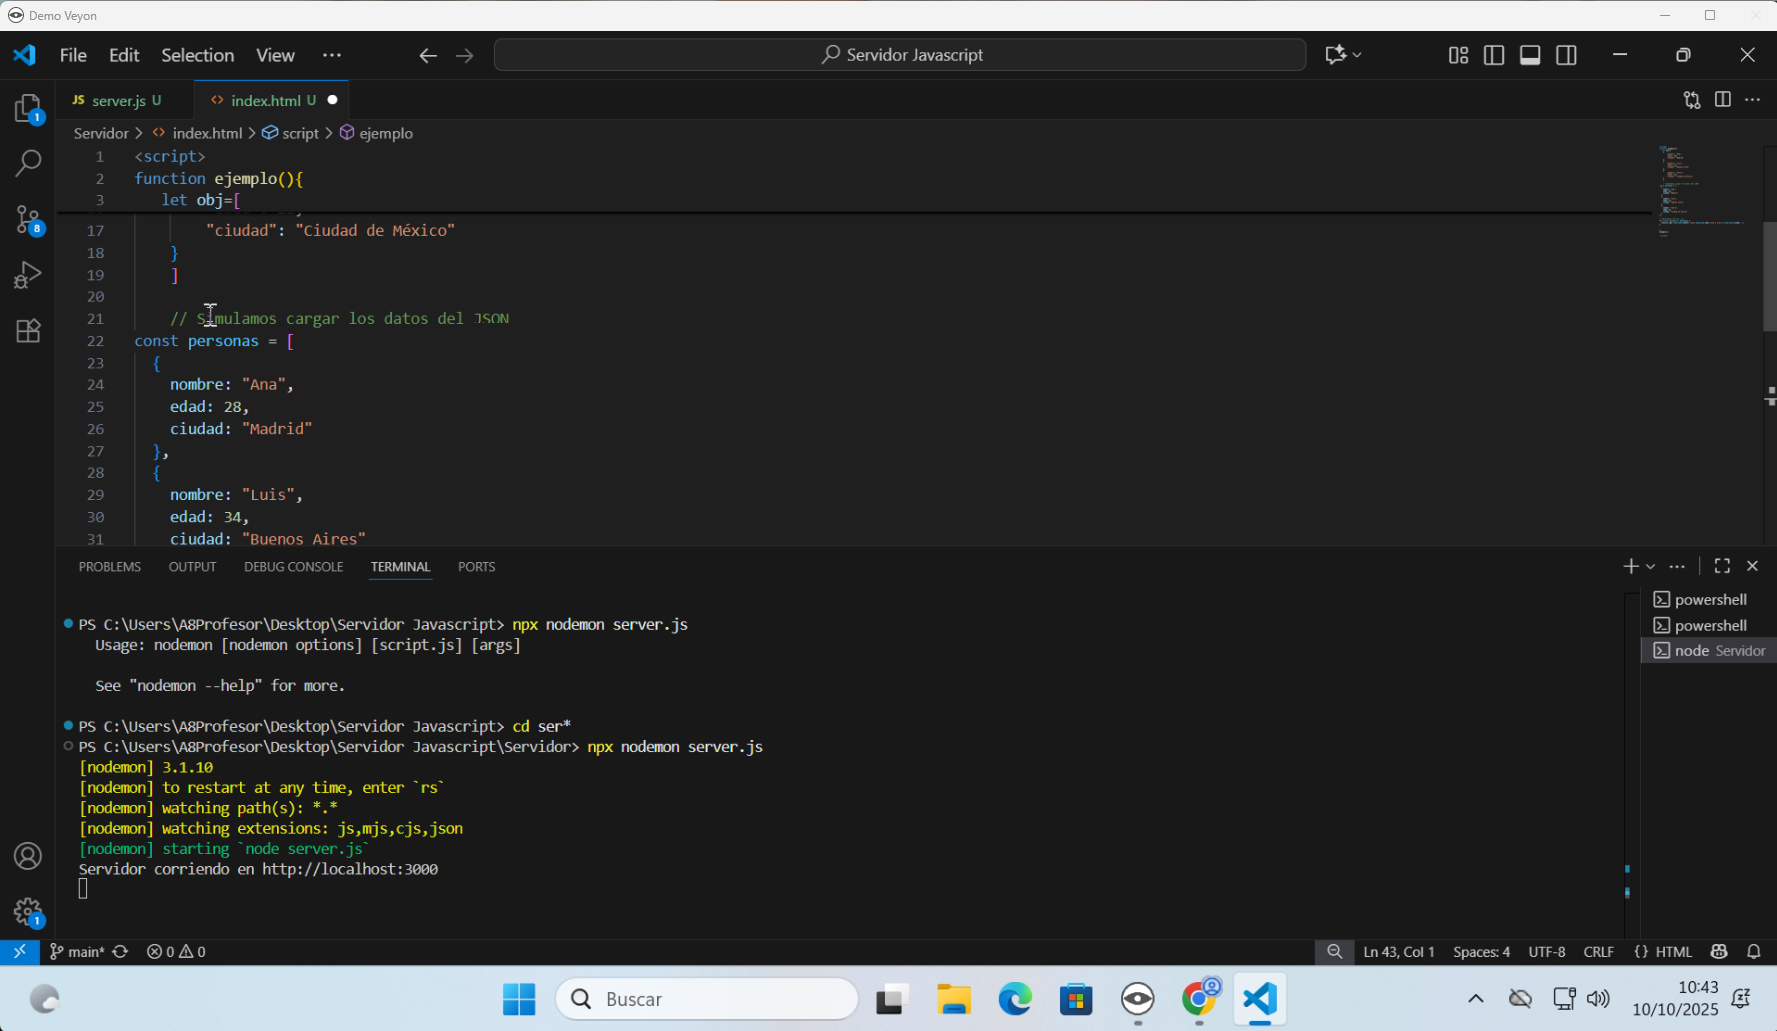 Demo Veyon
File Edit Selection View ···
Servidor Javascript
JS server.js U
<> index.html U ●
Servidor > <> index.html > script > ejemplo
1 <script>
2 function ejemplo(){
3 let obj=[
17 "ciudad": "Ciudad de México"
18 }
19 ]
20
21 // Simulamos cargar los datos del JSON
22 const personas = [
23 {
24 nombre: "Ana",
25 edad: 28,
26 ciudad: "Madrid"
27 },
28 {
29 nombre: "Luis",
30 edad: 34,
31 ciudad: "Buenos Aires"
PROBLEMS OUTPUT DEBUG CONSOLE TERMINAL PORTS
PS C:\Users\A8Profesor\Desktop\Servidor Javascript> npx nodemon server.js
Usage: nodemon [nodemon options] [script.js] [args]
See "nodemon --help" for more.
PS C:\Users\A8Profesor\Desktop\Servidor Javascript> cd ser*
PS C:\Users\A8Profesor\Desktop\Servidor Javascript\Servidor> npx nodemon server.js
[nodemon] 3.1.10
[nodemon] to restart at any time, enter `rs`
[nodemon] watching path(s): *.*
[nodemon] watching extensions: js,mjs,cjs,json
[nodemon] starting `node server.js`
Servidor corriendo en http://localhost:3000
powershell
powershell
node Servidor
1
8
1
main* 0 0
Ln 43, Col 1 Spaces: 4 UTF-8 CRLF {} HTML
Buscar
10:43
10/10/2025